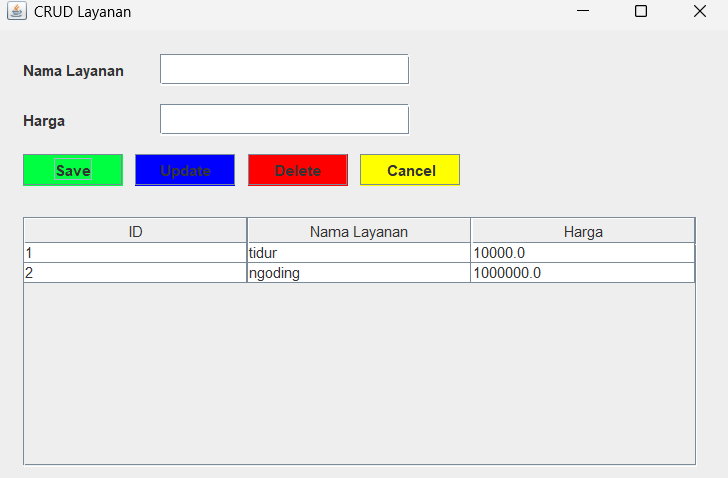 CRUD Layanan
Nama Layanan
Harga
Save Update Delete Cancel
ID Nama Layanan Harga
1 tidur 10000.0
2 ngoding 1000000.0